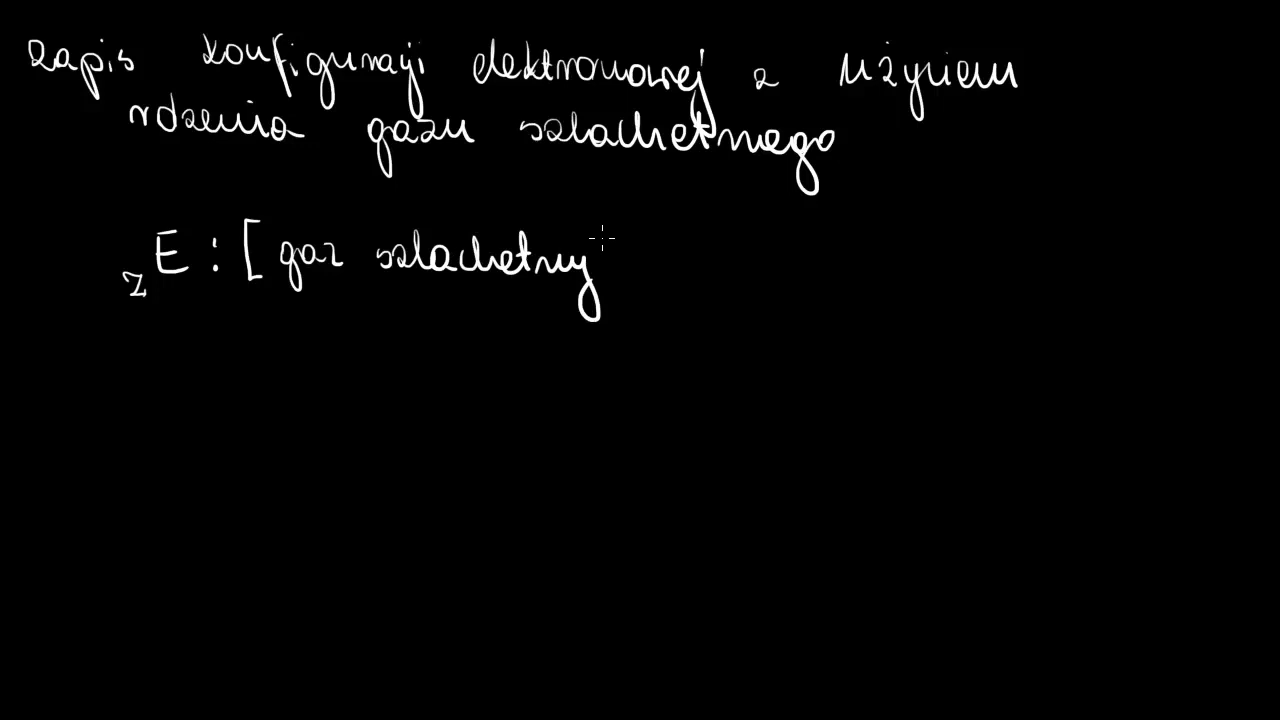 zapis konfiguracji elektronowej z użyciem
rdzenia gazu szlachetnego
zE : [ gaz szlachetny